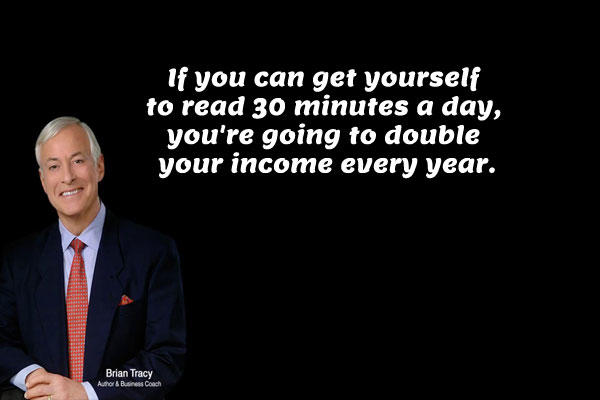 If you can get yourself
to read 30 minutes a day,
you're going to double
your income every year.
Brian Tracy
Author & Business Coach